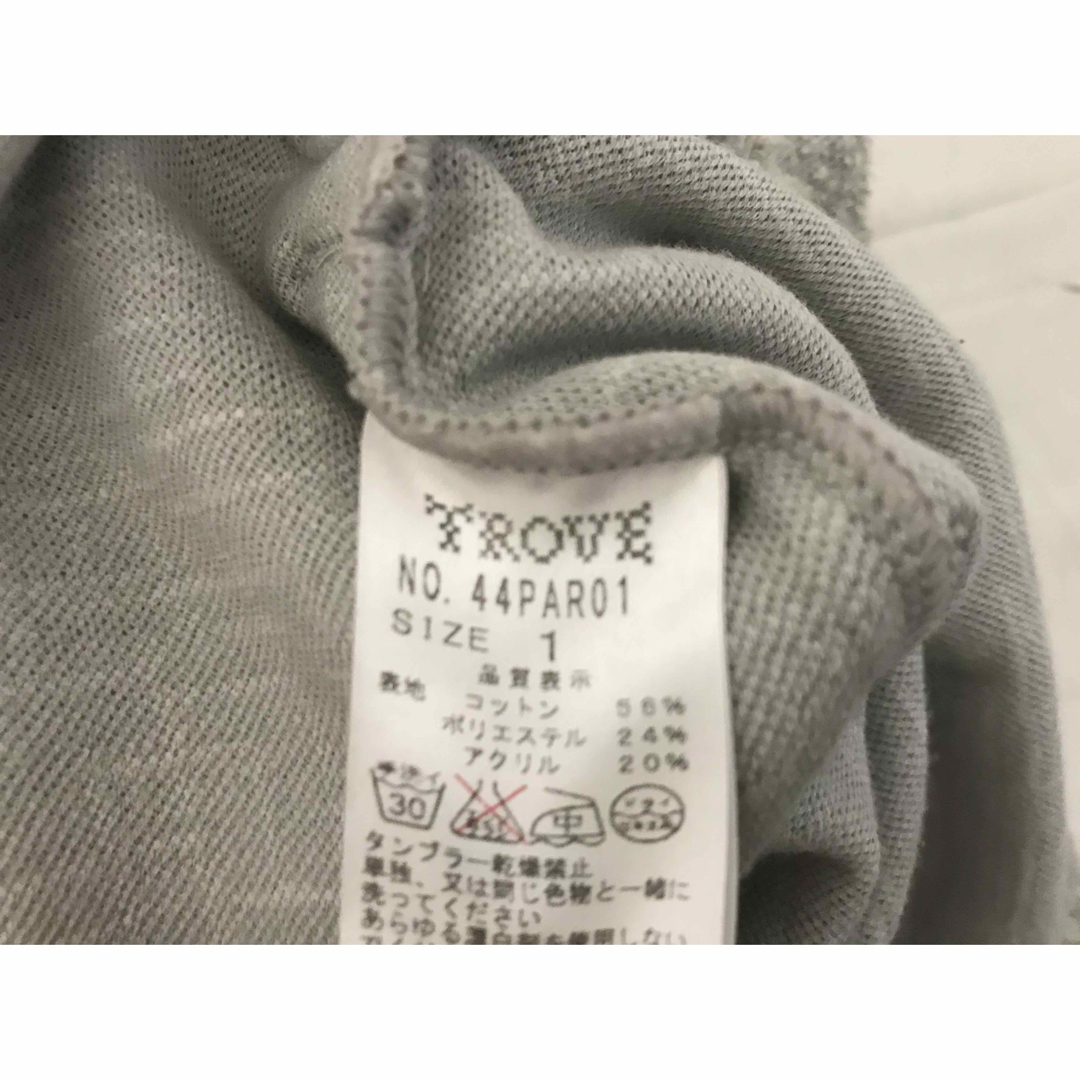 TROVE
NO. 44PAR01
SIZE 1
品質表示
表地 コットン 56%
ポリエステル 24%
アクリル 20%
手洗イ
30
中
タンブラー乾燥禁止
単独、又は同じ色物と一緒に
洗ってください
あらゆる漂白剤を使用しない